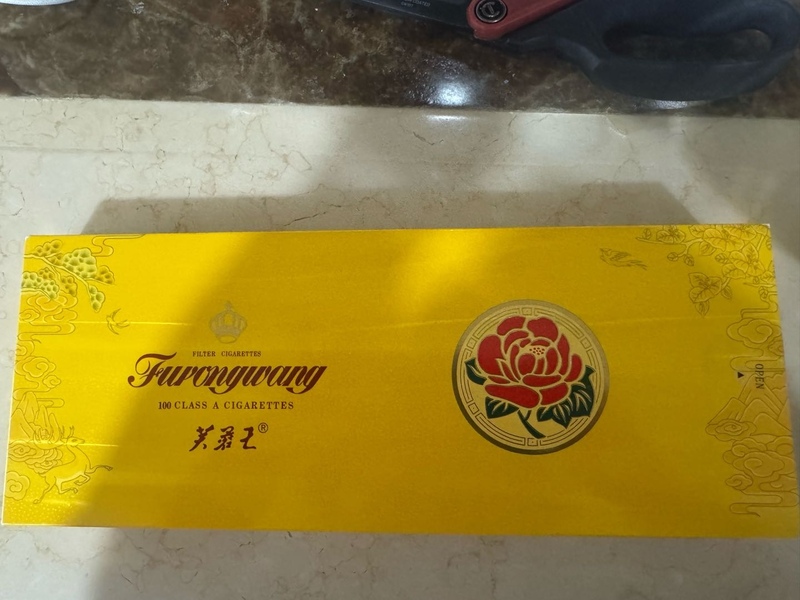 FILTER CIGARETTES
Furongwang
100 CLASS A CIGARETTES
芙蓉王®
OPEN